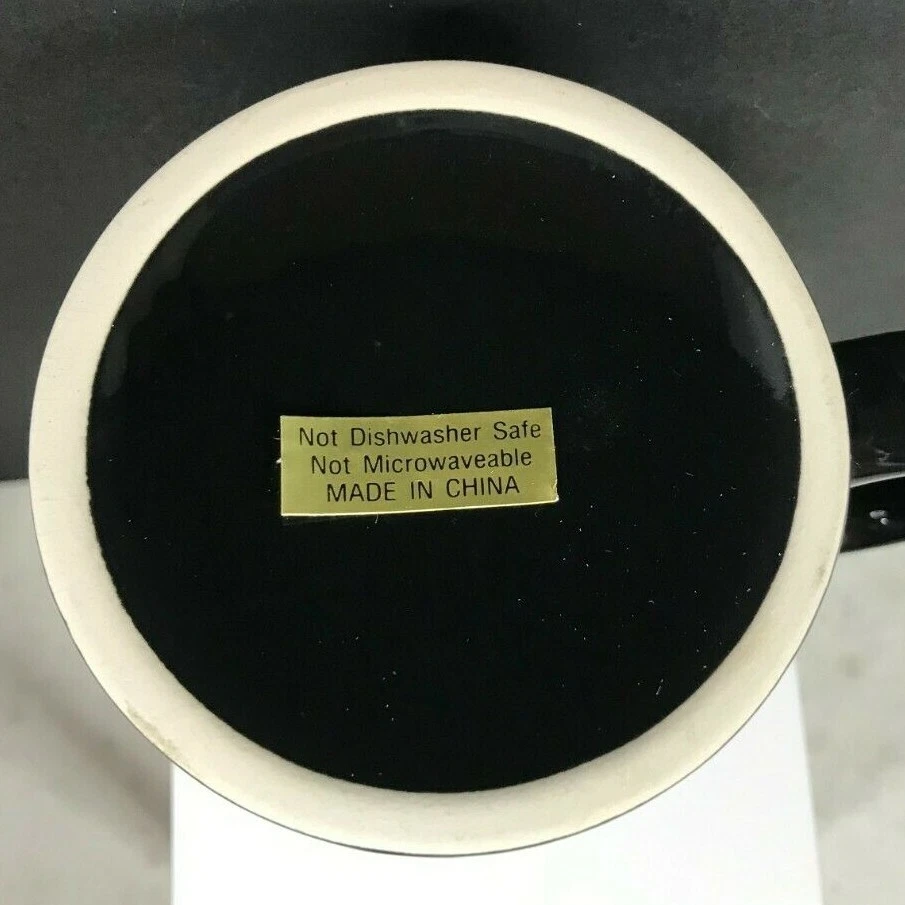 Not Dishwasher Safe
Not Microwaveable
MADE IN CHINA